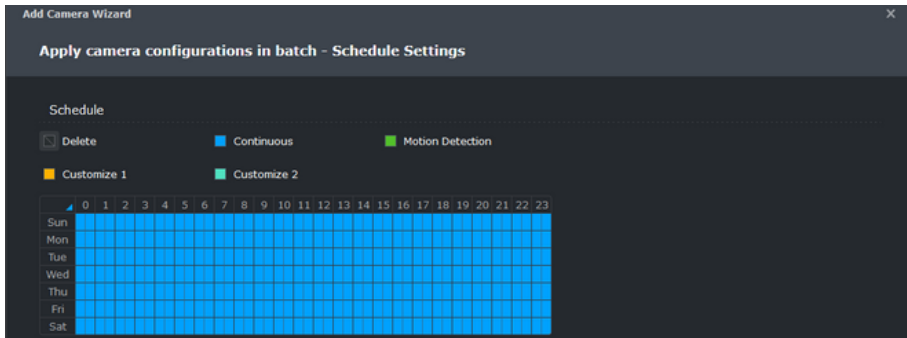 Add Camera Wizard
Apply camera configurations in batch - Schedule Settings
Schedule
Delete Continuous Motion Detection
Customize 1 Customize 2
0 1 2 3 4 5 6 7 8 9 10 11 12 13 14 15 16 17 18 19 20 21 22 23
Sun
Mon
Tue
Wed
Thu
Fri
Sat